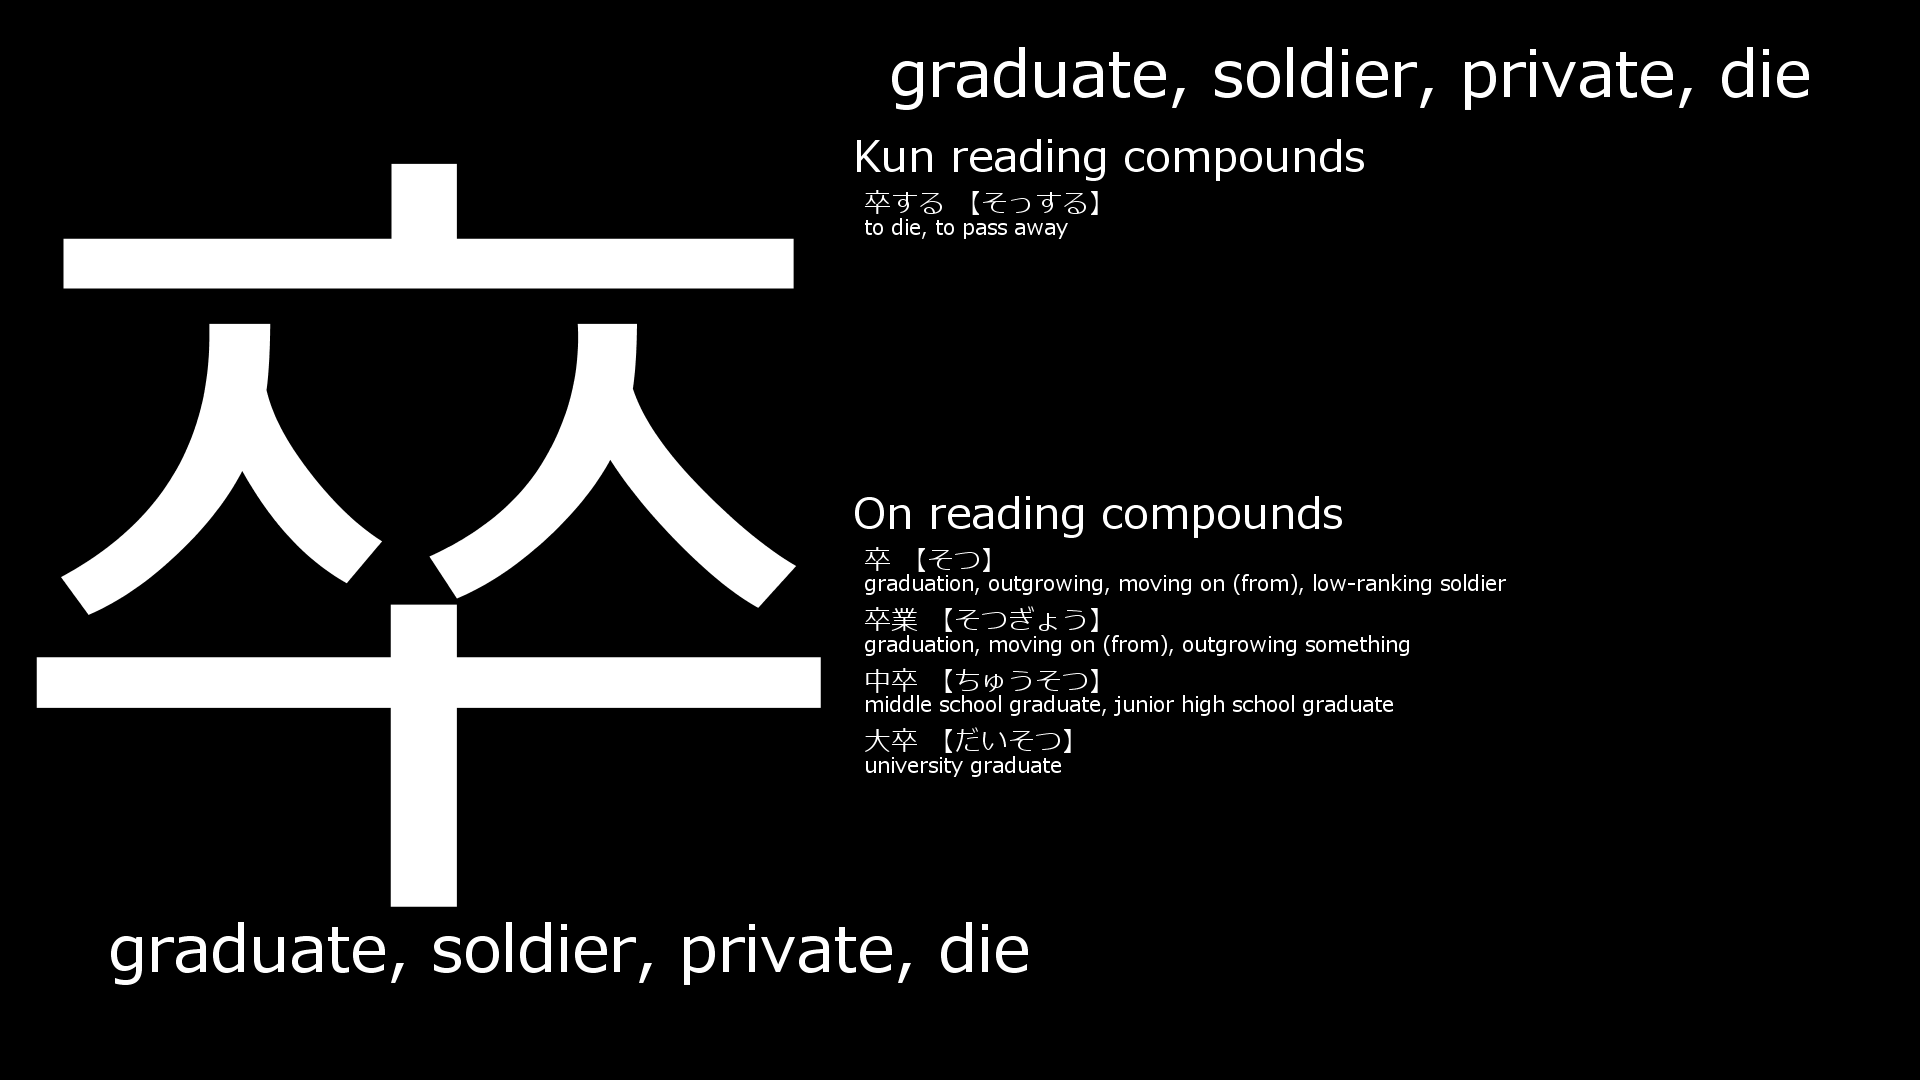 卒
graduate, soldier, private, die
graduate, soldier, private, die
Kun reading compounds
卒する 【そっする】
to die, to pass away
On reading compounds
卒 【そつ】
graduation, outgrowing, moving on (from), low-ranking soldier
卒業 【そつぎょう】
graduation, moving on (from), outgrowing something
中卒 【ちゅうそつ】
middle school graduate, junior high school graduate
大卒 【だいそつ】
university graduate